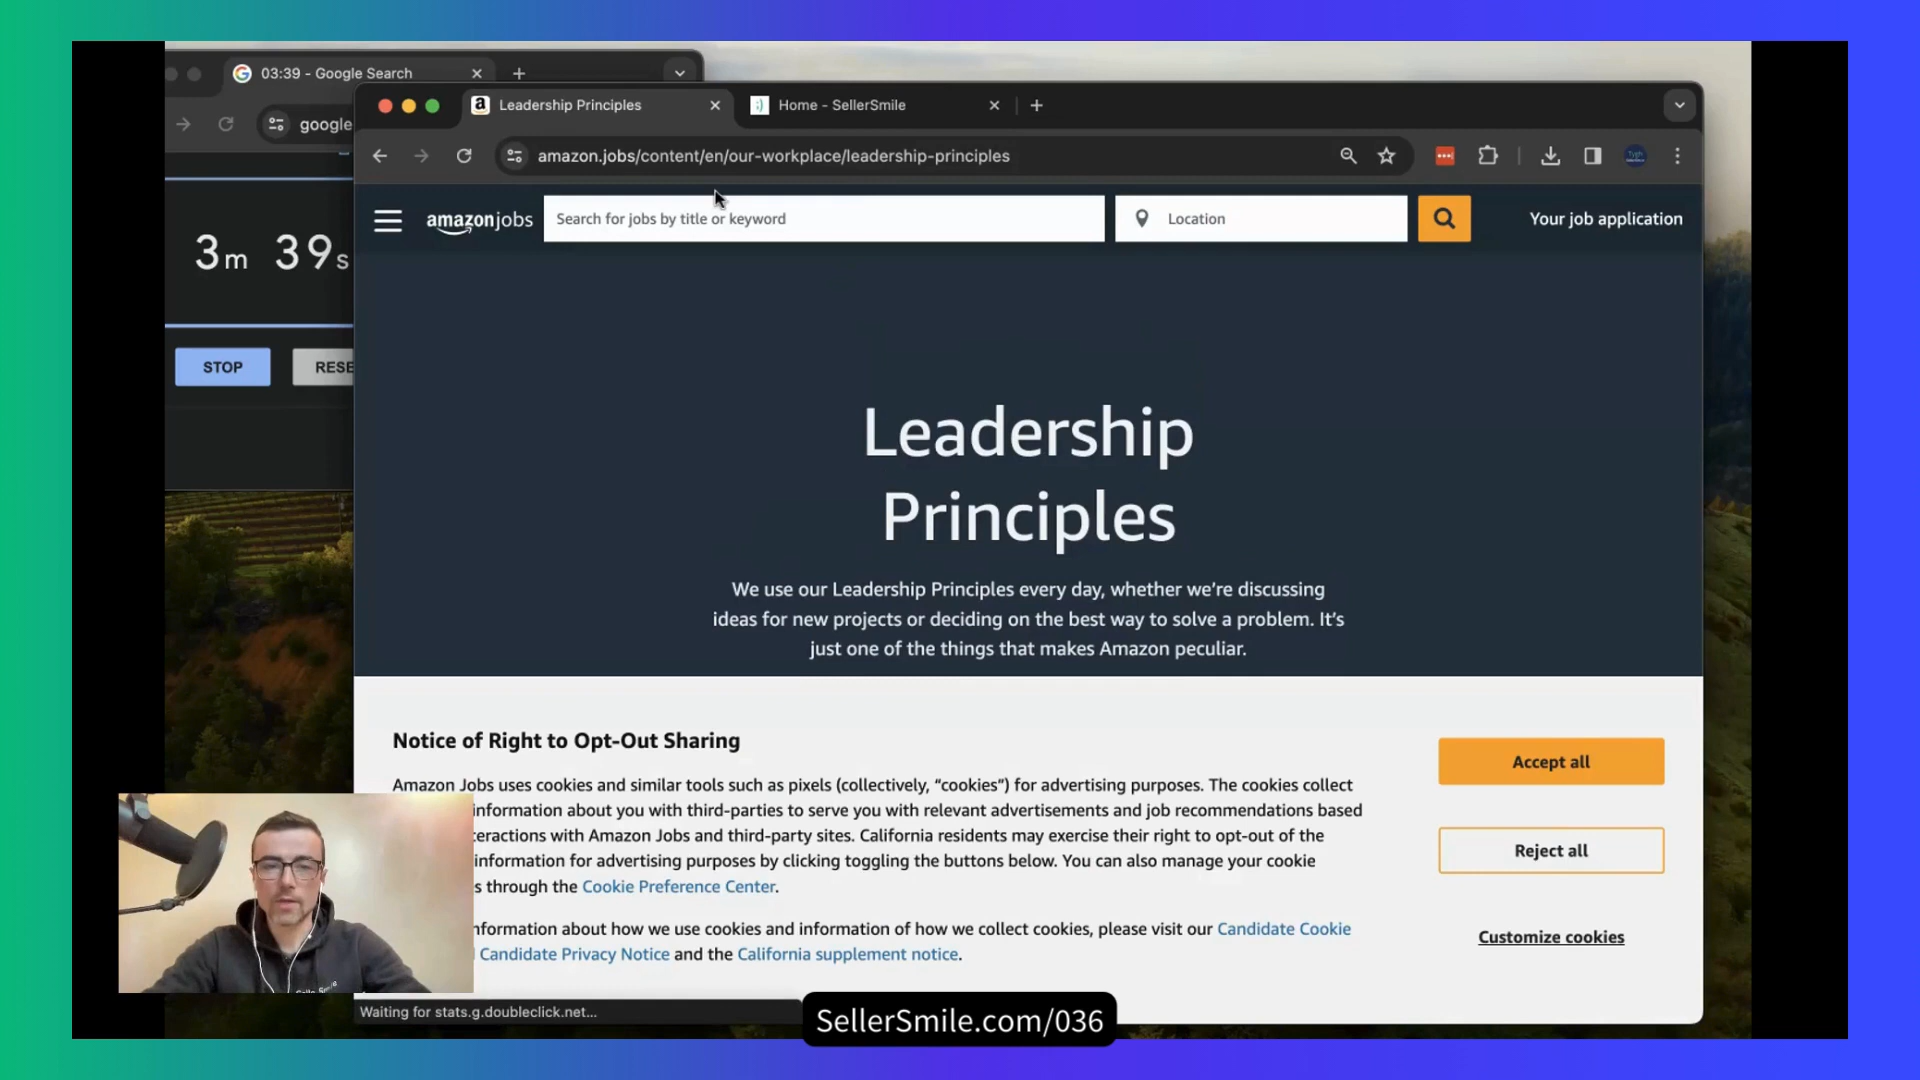 03:39 - Google Search
google
3m 39s
STOP
RESE
Leadership Principles
Home - SellerSmile
amazon.jobs/content/en/our-workplace/leadership-principles
amazon jobs
Search for jobs by title or keyword
Location
Your job application
Leadership
Principles
We use our Leadership Principles every day, whether we’re discussing
ideas for new projects or deciding on the best way to solve a problem. It’s
just one of the things that makes Amazon peculiar.
Notice of Right to Opt-Out Sharing
Amazon Jobs uses cookies and similar tools such as pixels (collectively, “cookies”) for advertising purposes. The cookies collect
information about you with third-parties to serve you with relevant advertisements and job recommendations based
teractions with Amazon Jobs and third-party sites. California residents may exercise their right to opt-out of the
information for advertising purposes by clicking toggling the buttons below. You can also manage your cookie
s through the Cookie Preference Center.
nformation about how we use cookies and information of how we collect cookies, please visit our Candidate Cookie
Candidate Privacy Notice and the California supplement notice.
Accept all
Reject all
Customize cookies
Waiting for stats.g.doubleclick.net...
SellerSmile.com/036